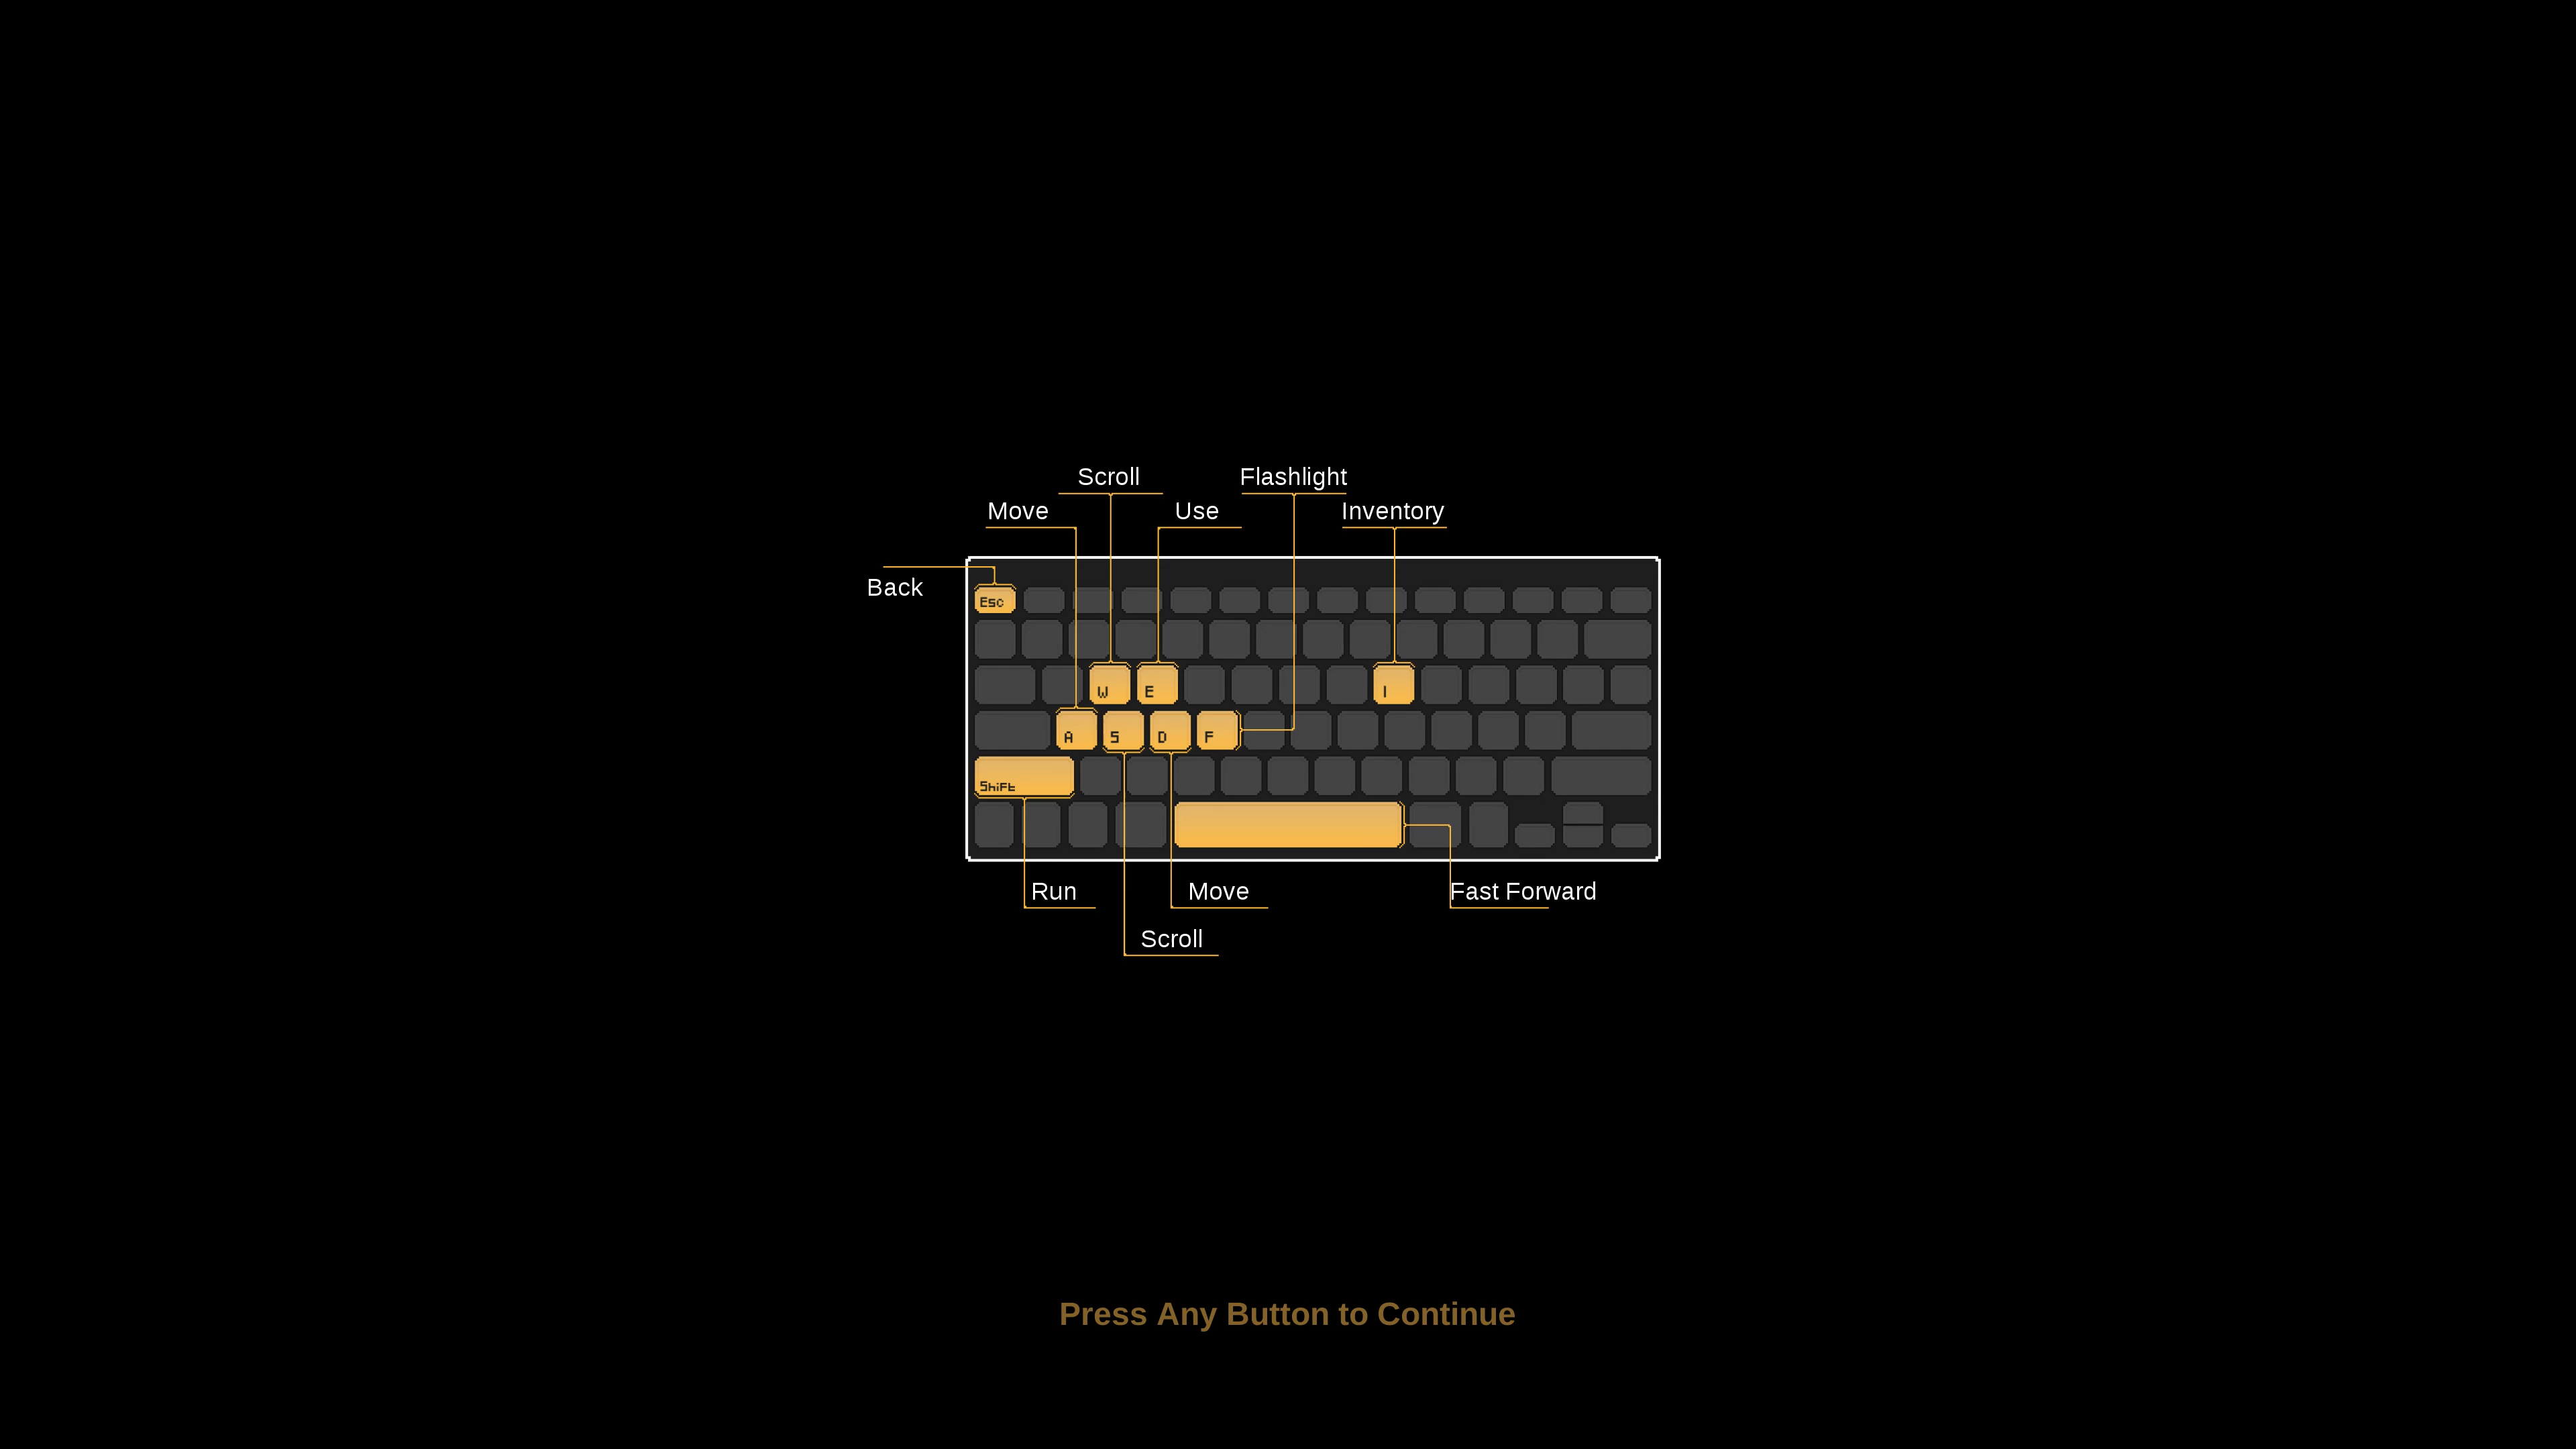 Scroll
Flashlight
Move
Use
Inventory
Back
Esc
W
E
I
A
S
D
F
Shift
Run
Move
Fast Forward
Scroll
Press Any Button to Continue